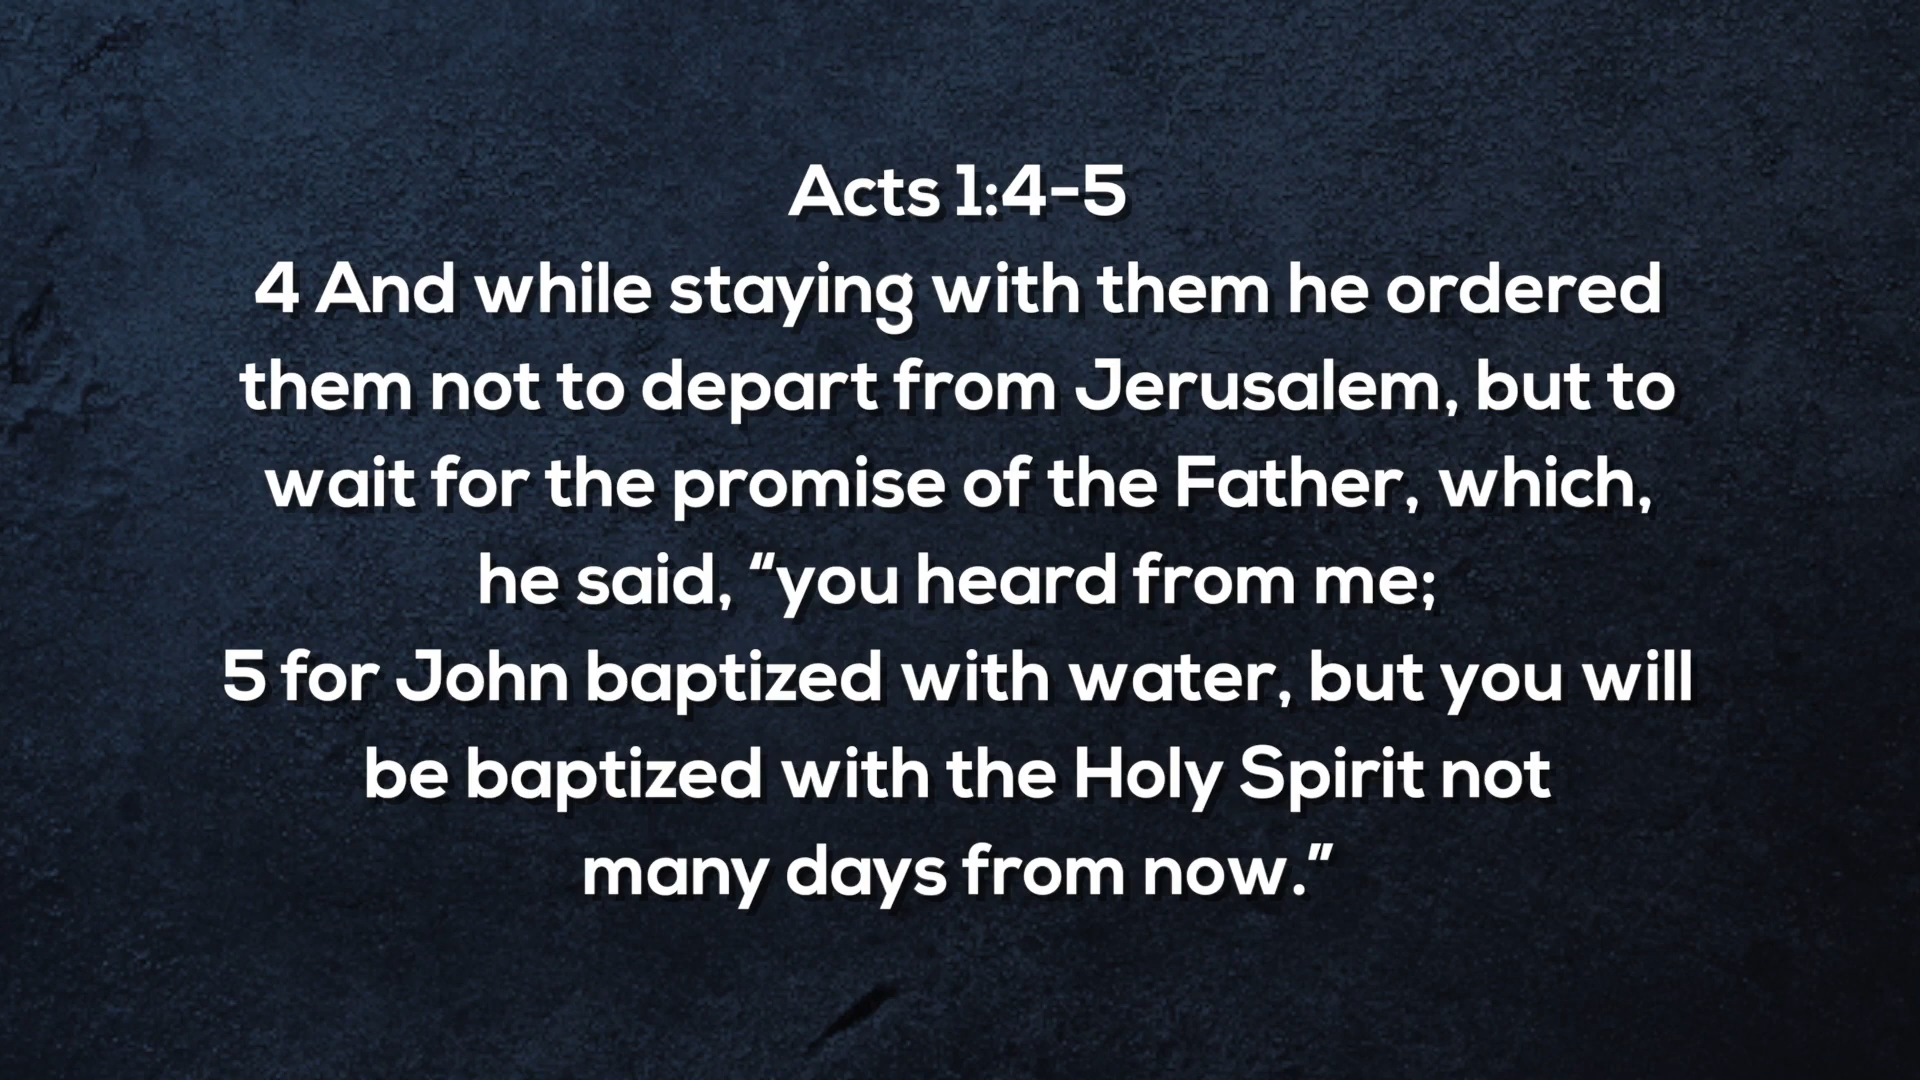 Acts 1:4-5
4 And while staying with them he ordered
them not to depart from Jerusalem, but to
wait for the promise of the Father, which,
he said, “you heard from me;
5 for John baptized with water, but you will
be baptized with the Holy Spirit not
many days from now.”